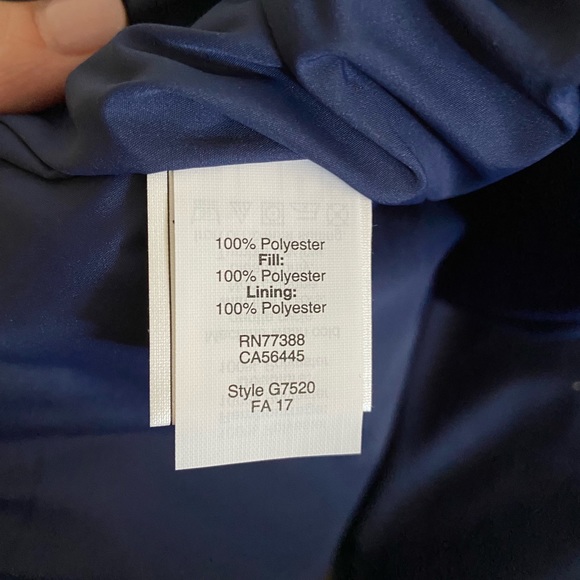 100% Polyester
Fill:
100% Polyester
Lining:
100% Polyester
RN77388
CA56445
Style G7520
FA 17